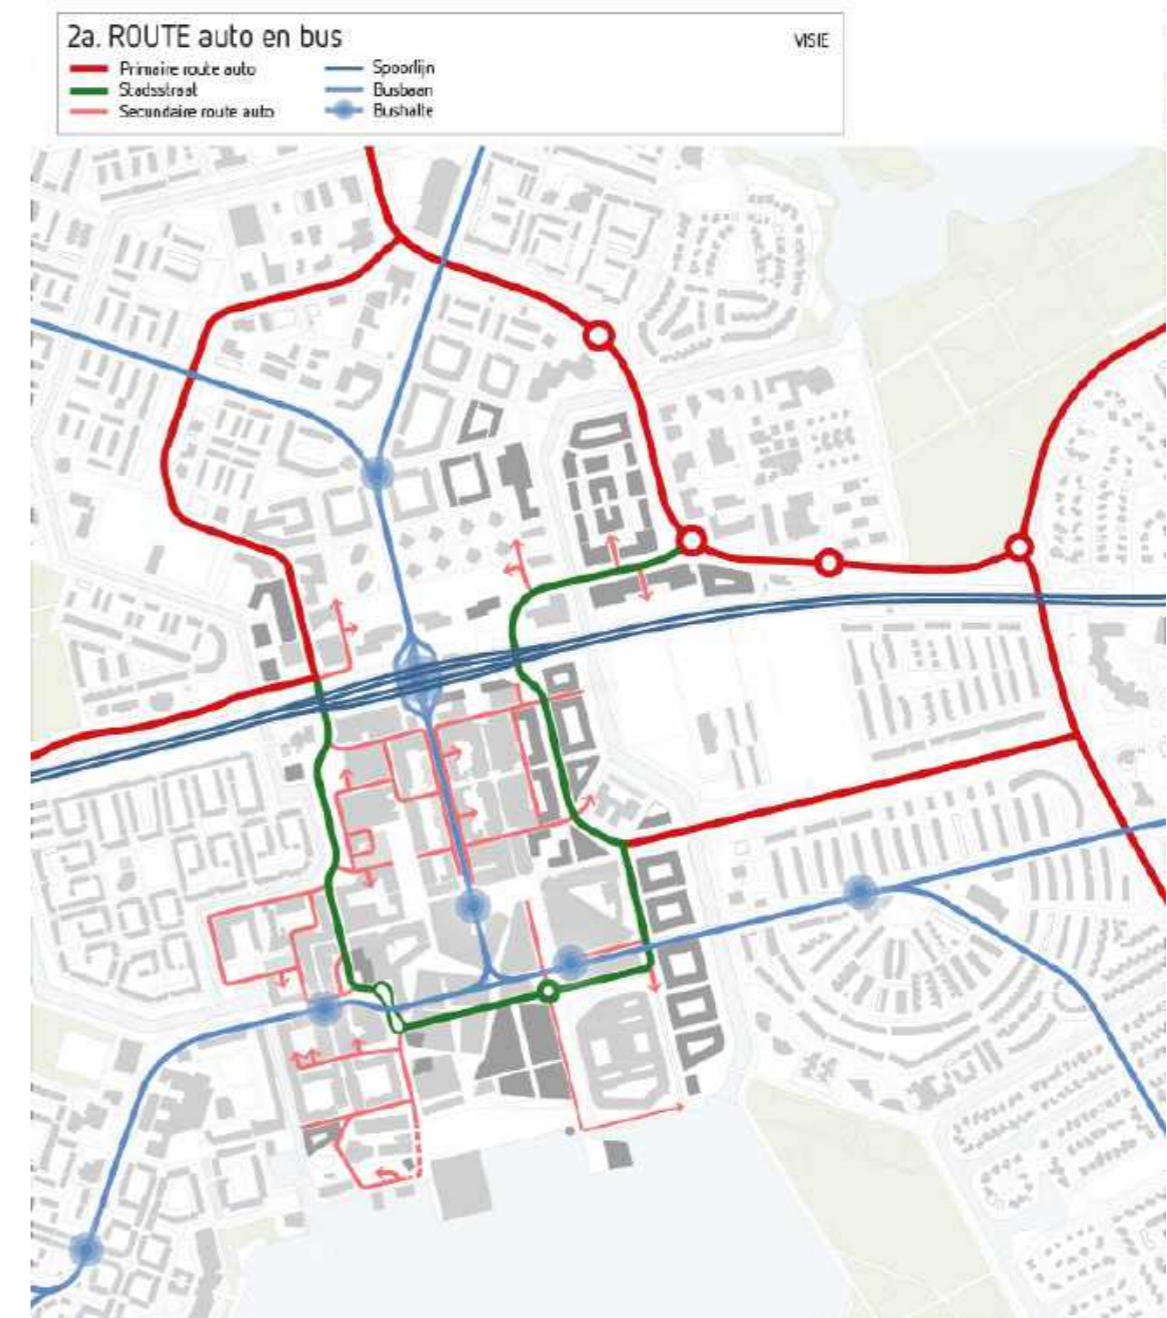 2a. ROUTE auto en bus
VISIE
Primaire route auto
Stadsstraat
Secundaire route auto
Spoorlijn
Busbaan
Bushalte